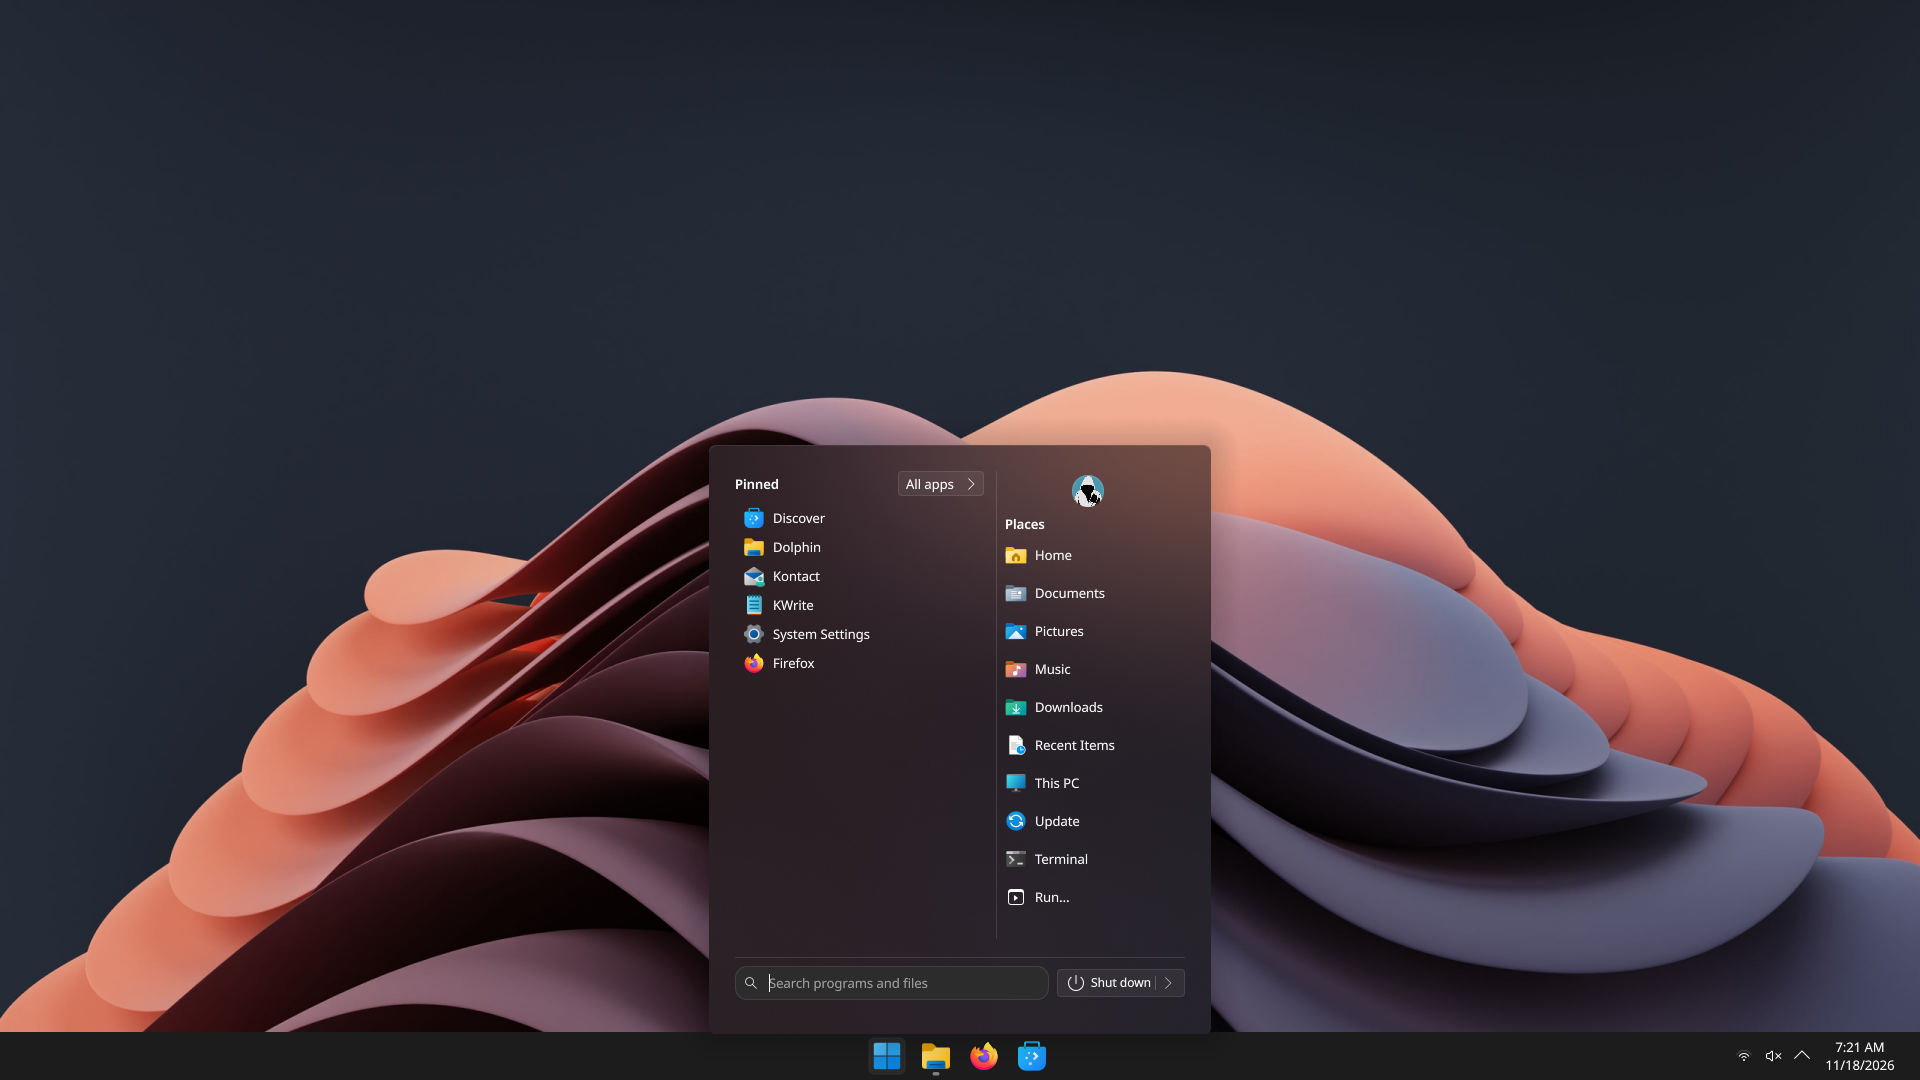 Pinned
All apps
Discover
Dolphin
Kontact
KWrite
System Settings
Firefox
Places
Home
Documents
Pictures
Music
Downloads
Recent Items
This PC
Update
Terminal
Run...
Search programs and files
Shut down
7:21 AM
11/18/2026